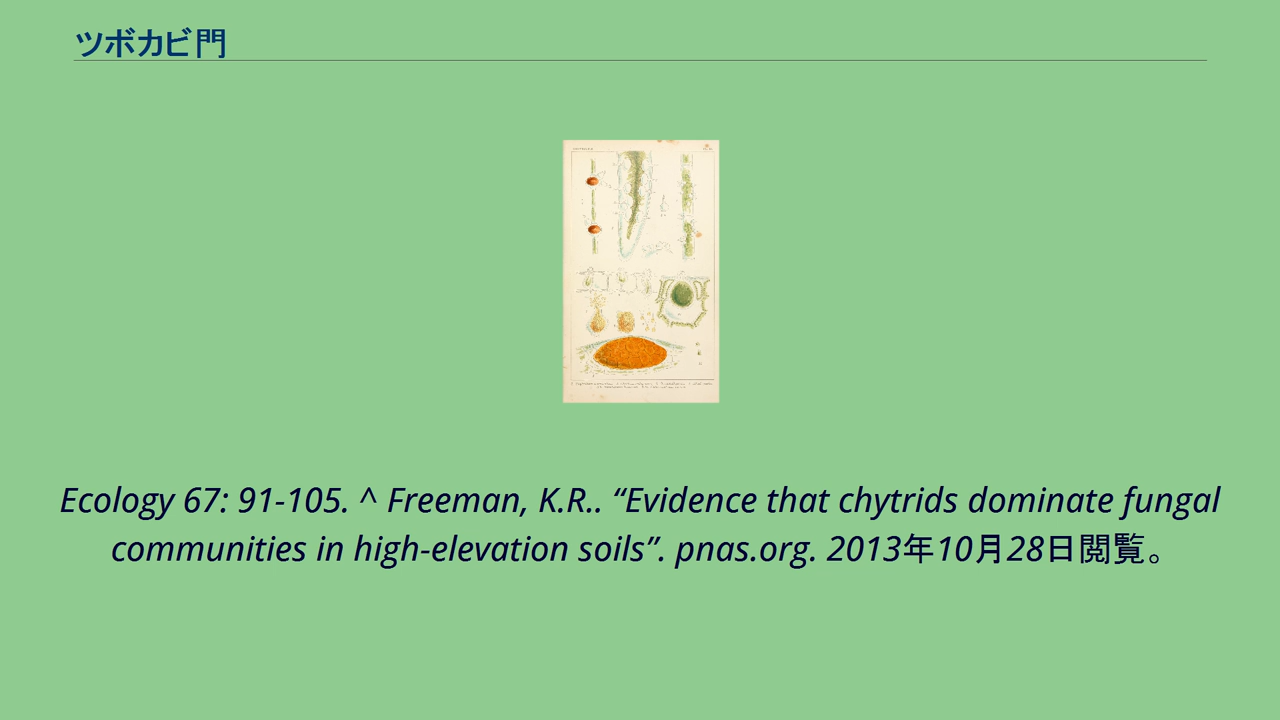 ツボカビ門
Ecology 67: 91-105. ^ Freeman, K.R.. “Evidence that chytrids dominate fungal
communities in high-elevation soils”. pnas.org. 2013年10月28日閲覧。